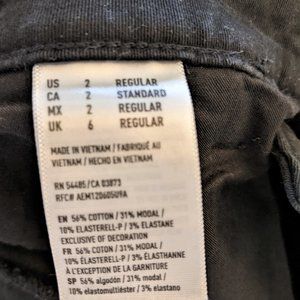 US 2 REGULAR
CA 2 STANDARD
MX 2 REGULAR
UK 6 REGULAR
MADE IN VIETNAM / FABRIQUÉ AU
VIETNAM / HECHO EN VIETNAM
RN 54485 / CA 03873
RFC# AEM120605U9A
EN 56% COTTON / 31% MODAL /
10% ELASTERELL-P / 3% ELASTANE
EXCLUSIVE OF DECORATION
FR 56% COTON / 31% MODAL /
10% ELASTERELL-P / 3% ÉLASTHANNE
À L'EXCEPTION DE LA GARNITURE
SP 56% algodón / 31% modal /
10% elastomultiéster / 3% elastano